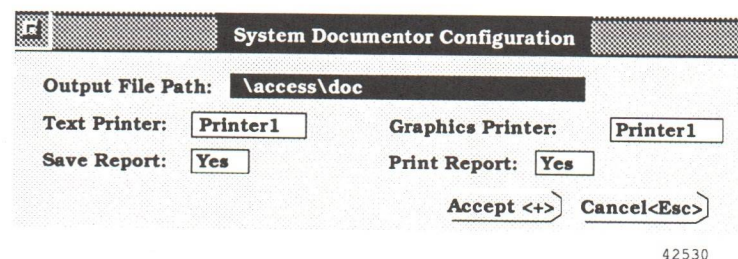 System Documentor Configuration
Output File Path: \access\doc
Text Printer: Printer1 Graphics Printer: Printer1
Save Report: Yes Print Report: Yes
Accept <+> Cancel<Esc>
42530